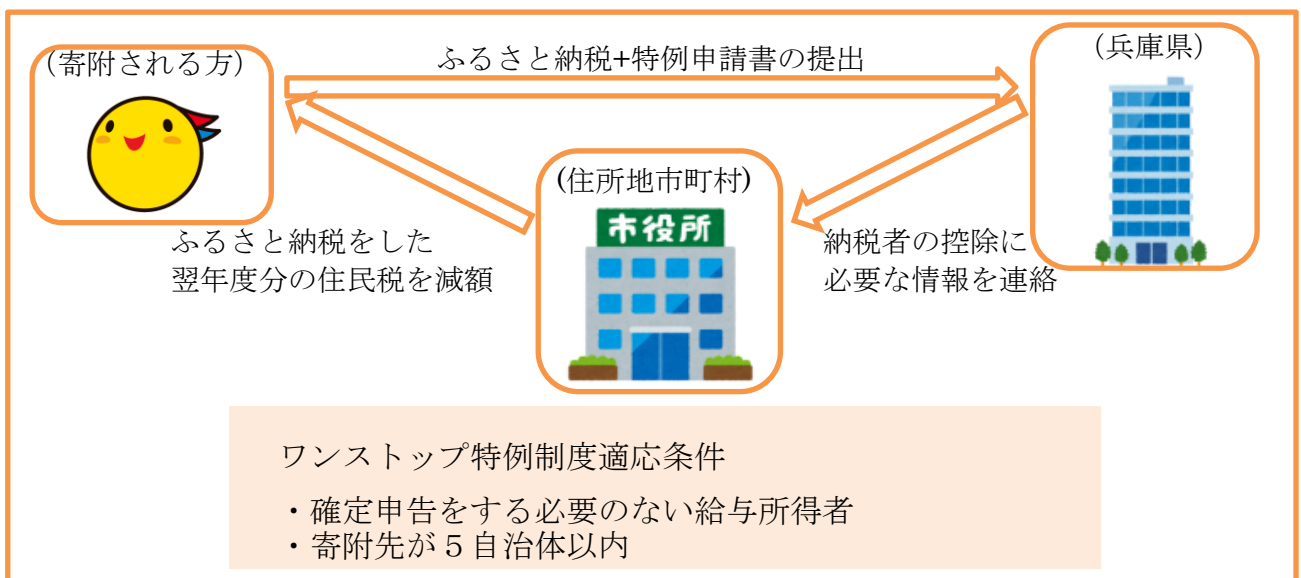 (寄附される方)
ふるさと納税+特例申請書の提出
(兵庫県)
(住所地市町村)
市役所
ふるさと納税をした
翌年度分の住民税を減額
納税者の控除に
必要な情報を連絡
ワンストップ特例制度適応条件
・確定申告をする必要のない給与所得者
・寄附先が５自治体以内